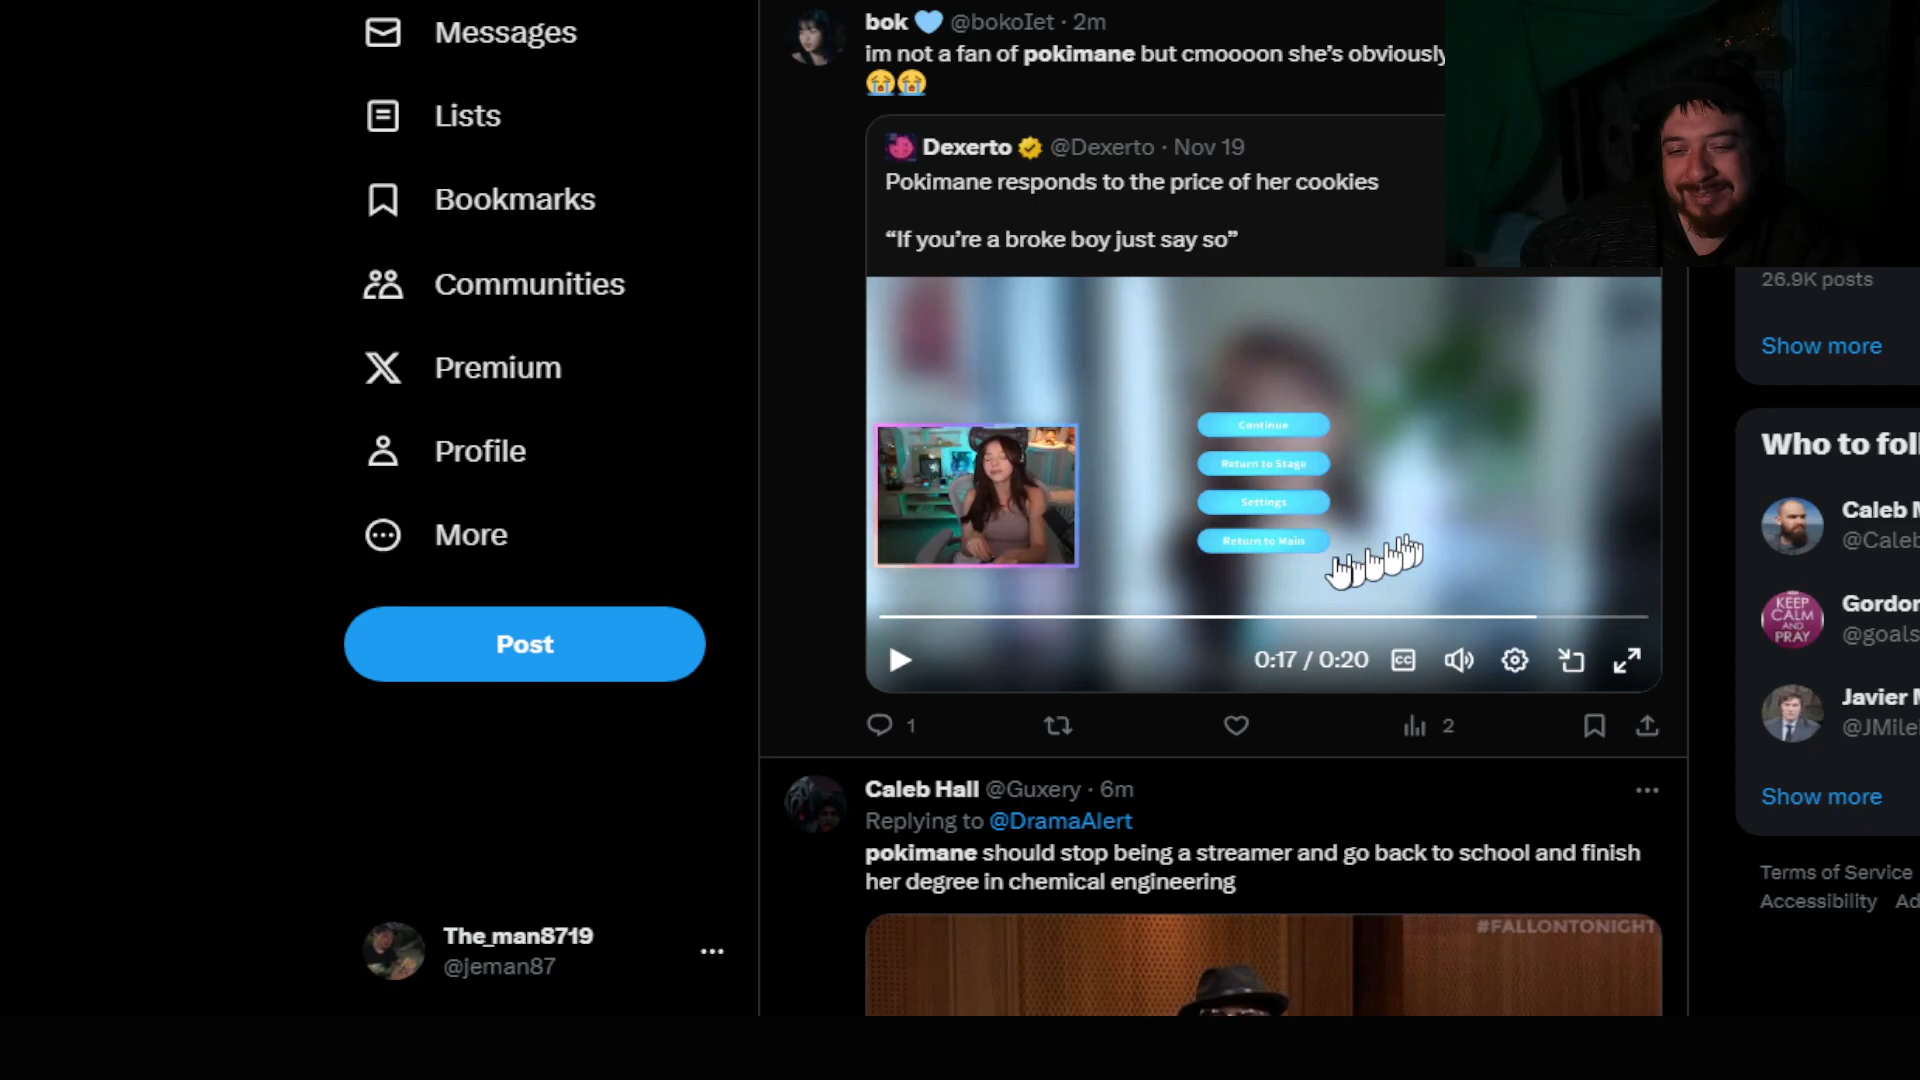 Messages
Lists
Bookmarks
Communities
Premium
Profile
More
Post
The_man8719
@jeman87
bok 🩵 @bokoIet · 2m
im not a fan of pokimane but cmoooon she's obviously
😭😭
Dexerto @Dexerto · Nov 19
Pokimane responds to the price of her cookies
“If you're a broke boy just say so”
Continue
Return to Stage
Settings
Return to Main
0:17 / 0:20
CC
1
2
Caleb Hall @Guxery · 6m
Replying to @DramaAlert
pokimane should stop being a streamer and go back to school and finish
her degree in chemical engineering
#FALLONTONIGHT
26.9K posts
Show more
Who to foll
Caleb M
@Caleb
KEEP
CALM
AND
PRAY
Gordon
@goals
Javier M
@JMilei
Show more
Terms of Service
Accessibility Ad